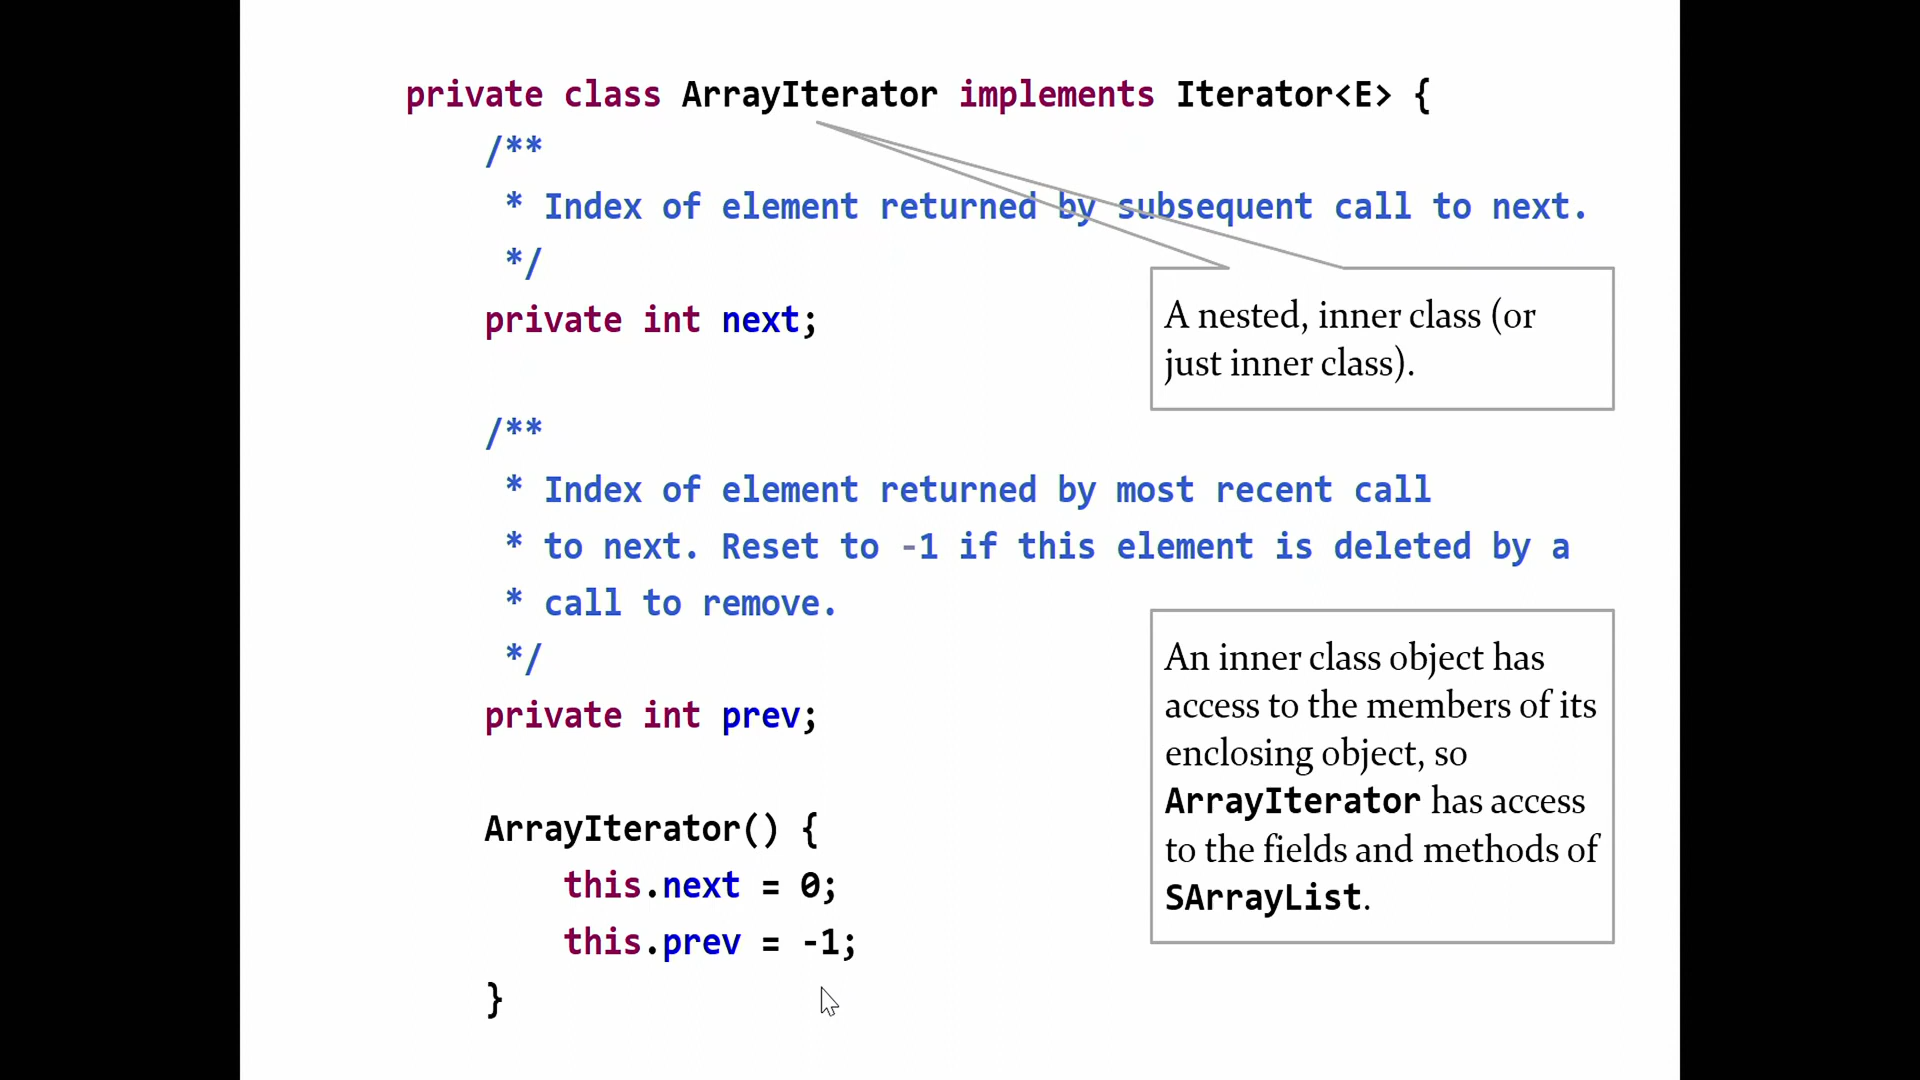 private class ArrayIterator implements Iterator<E> {
/**
* Index of element returned by subsequent call to next.
*/
private int next;
A nested, inner class (or
just inner class).
/**
* Index of element returned by most recent call
* to next. Reset to -1 if this element is deleted by a
* call to remove.
*/
private int prev;
An inner class object has
access to the members of its
enclosing object, so
ArrayIterator has access
to the fields and methods of
SArrayList.
ArrayIterator() {
this.next = 0;
this.prev = -1;
}